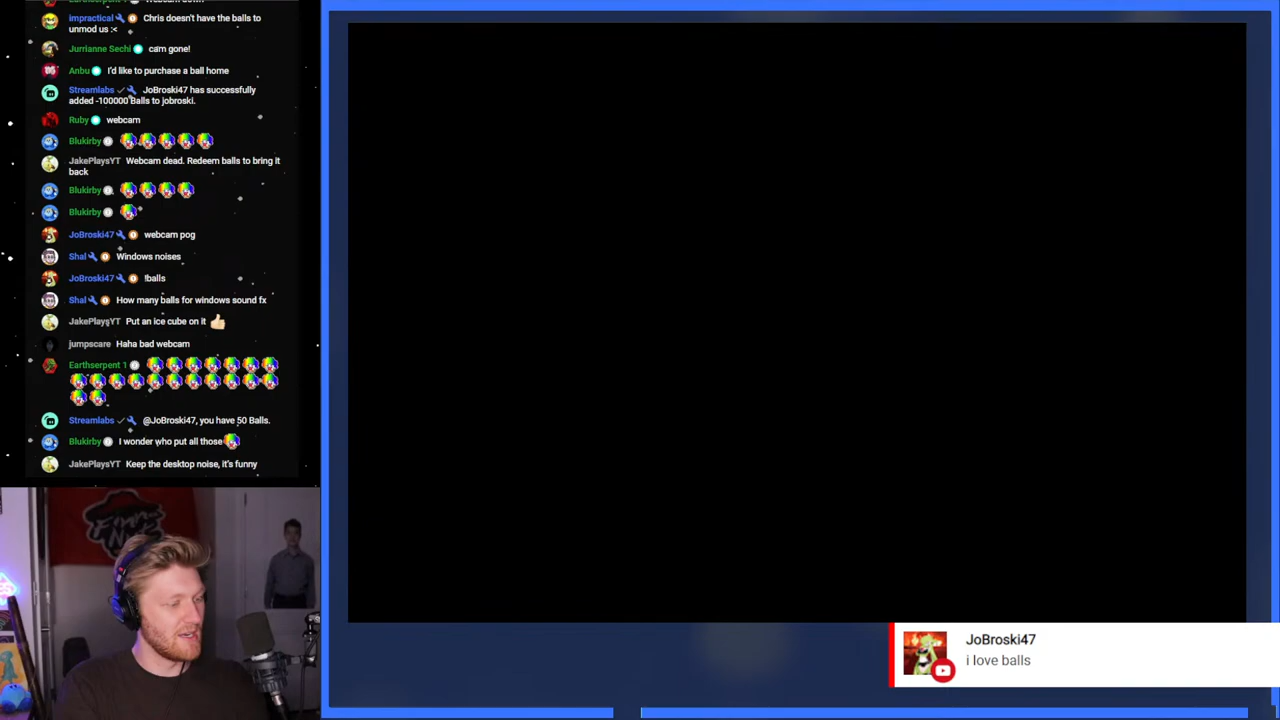 impractical Chris doesn't have the balls to
unmod us :<
Jurrianne Sechi cam gone!
Anbu I'd like to purchase a ball home
Streamlabs JoBroski47 has successfully
added -100000 Balls to jobroski.
Ruby webcam
Blukirby
JakePlaysYT Webcam dead. Redeem balls to bring it
back
Blukirby
Blukirby
JoBroski47 webcam pog
Shal Windows noises
JoBroski47 !balls
Shal How many balls for windows sound fx
JakePlaysYT Put an ice cube on it
jumpscare Haha bad webcam
Earthserpent 1
Streamlabs @JoBroski47, you have 50 Balls.
Blukirby I wonder who put all those
JakePlaysYT Keep the desktop noise, it's funny
JoBroski47
i love balls